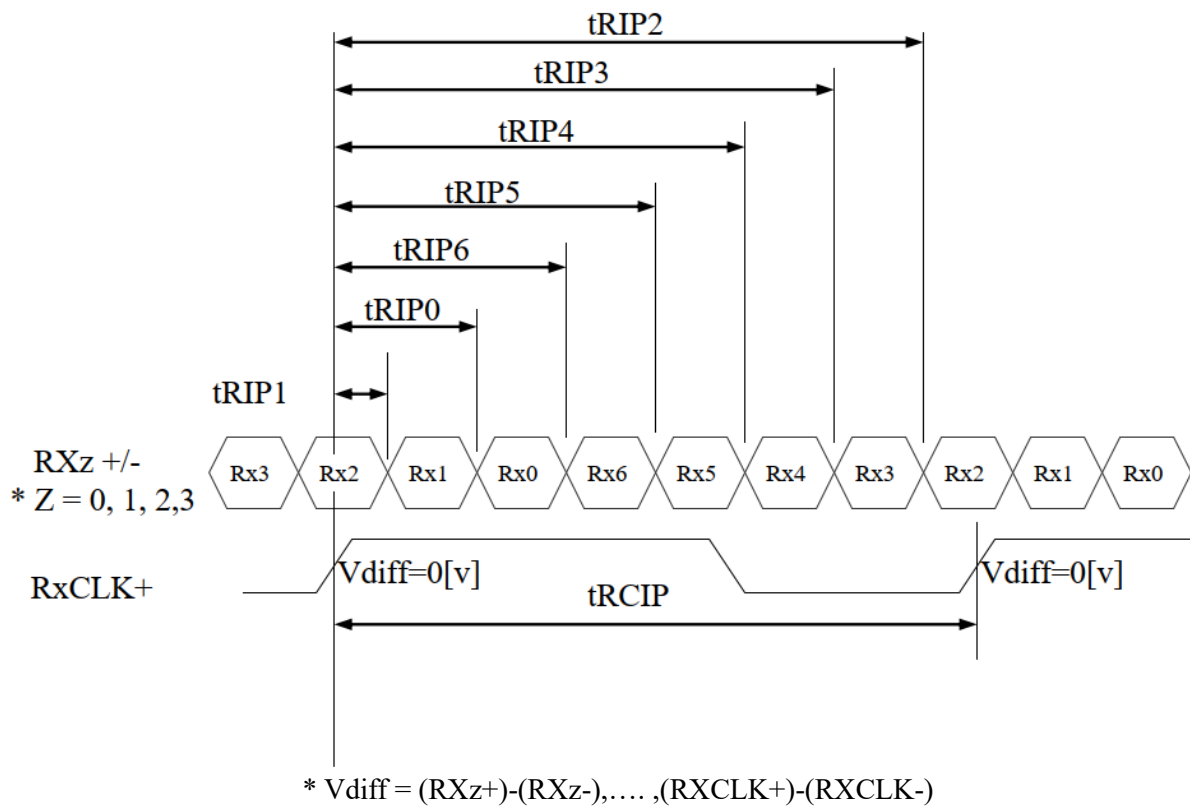 tRIP2
tRIP3
tRIP4
tRIP5
tRIP6
tRIP0
tRIP1
RXz +/-
* Z = 0, 1, 2,3
Rx3 Rx2 Rx1 Rx0 Rx6 Rx5 Rx4 Rx3 Rx2 Rx1 Rx0
RxCLK+
Vdiff=0[v] Vdiff=0[v]
tRCIP
* Vdiff = (RXz+)-(RXz-),.... ,(RXCLK+)-(RXCLK-)